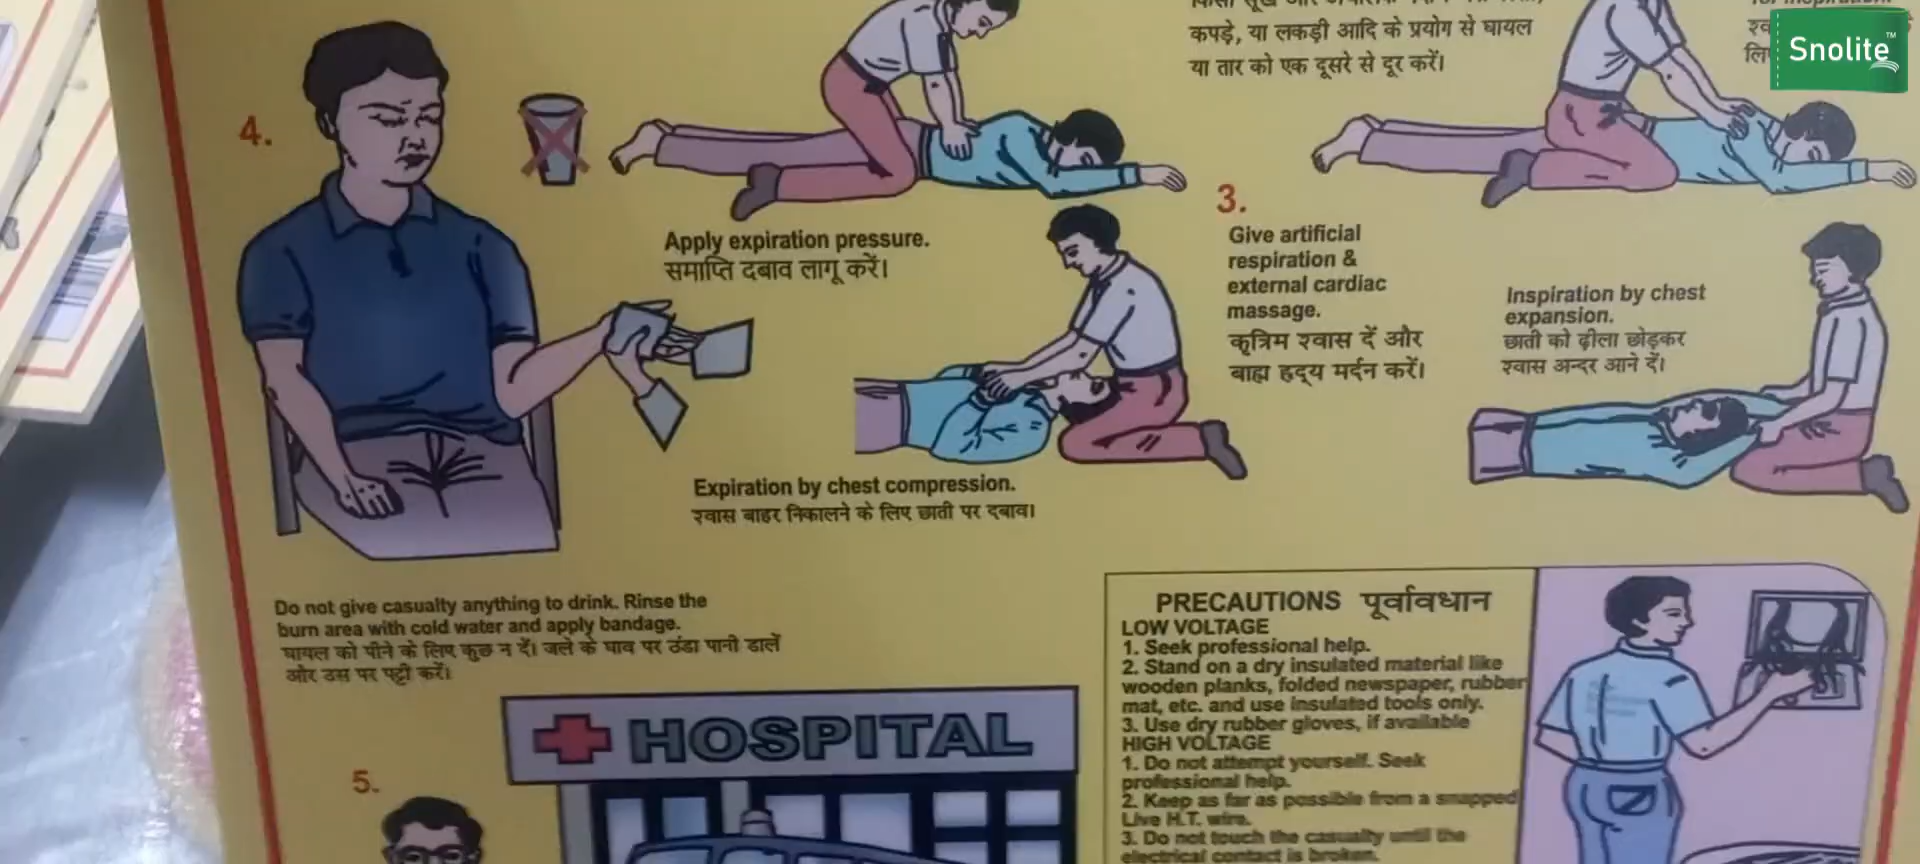 कपड़े, या लकड़ी आदि के प्रयोग से घायल
या तार को एक दूसरे से दूर करें।
Snolite™
4.
Apply expiration pressure.
समाप्ति दबाव लागू करें।
3.
Give artificial
respiration &
external cardiac
massage.
कृत्रिम श्वास दें और
बाह्य हृदय मर्दन करें।
Inspiration by chest
expansion.
छाती को ढ़ीला छोड़कर
श्वास अन्दर आने दें।
Expiration by chest compression.
श्वास बाहर निकालने के लिए छाती पर दबाव।
Do not give casualty anything to drink. Rinse the
burn area with cold water and apply bandage.
घायल को पीने के लिए कुछ न दें। जले के घाव पर ठंडा पानी डालें
और उस पर पट्टी करें।
HOSPITAL
5.
PRECAUTIONS पूर्वावधान
LOW VOLTAGE
1. Seek professional help.
2. Stand on a dry insulated material like
wooden planks, folded newspaper, rubber
mat, etc. and use insulated tools only.
3. Use dry rubber gloves, if available
HIGH VOLTAGE
1. Do not attempt yourself. Seek
professional help.
2. Keep as far as possible from a snapped
Live H.T. wire.
3. Do not touch the casualty until the
electrical contact is broken.